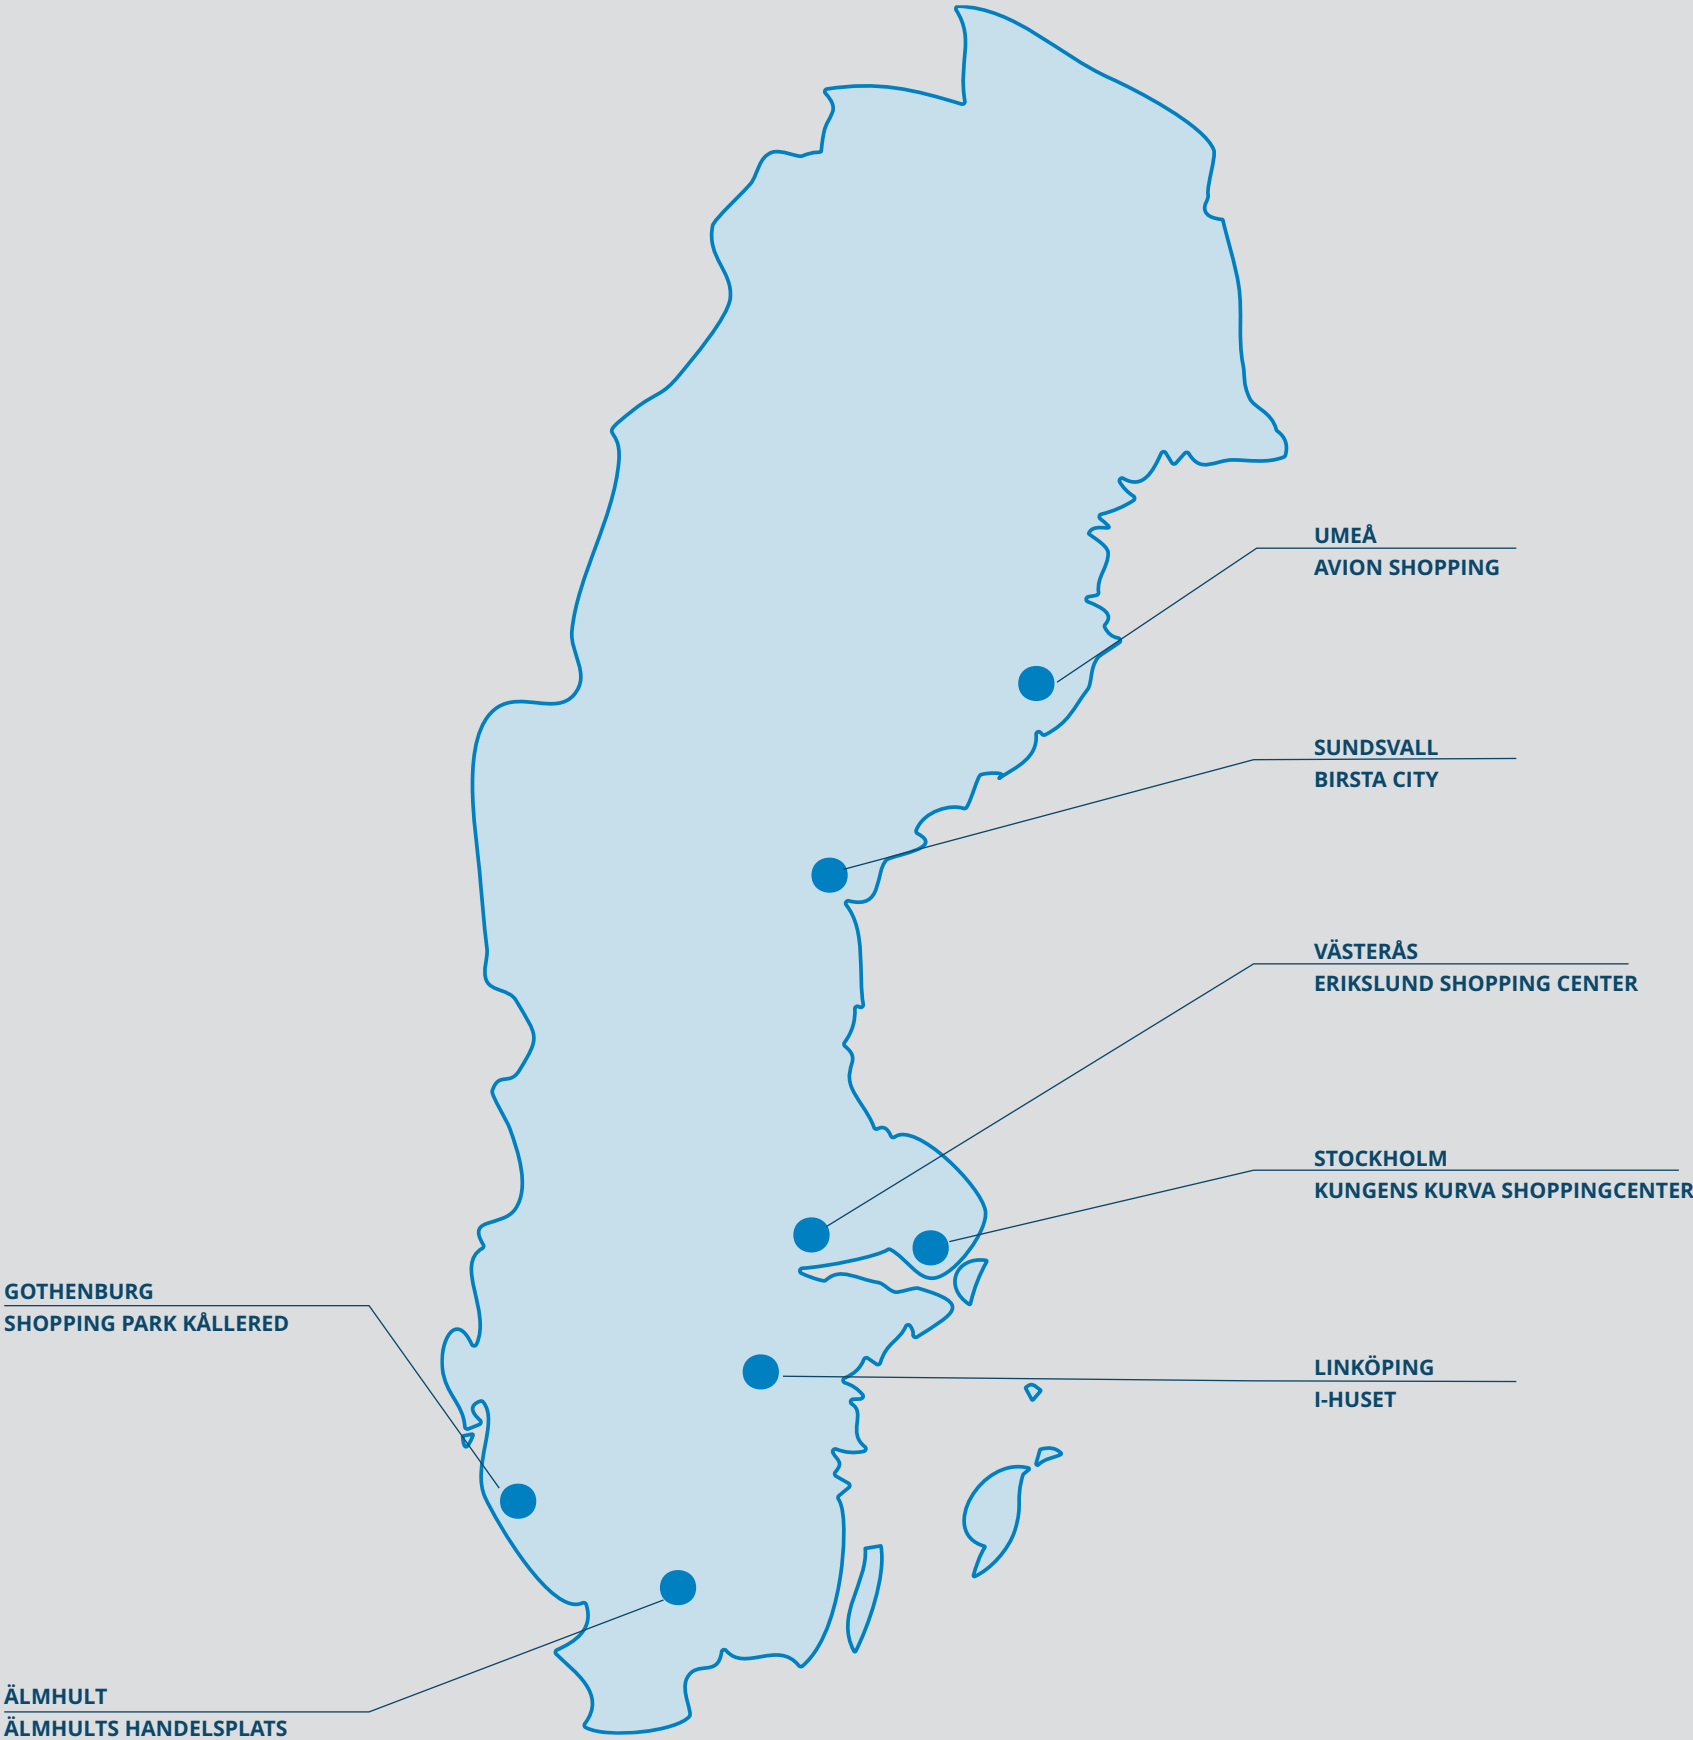 UMEÅ
AVION SHOPPING
SUNDSVALL
BIRSTA CITY
VÄSTERÅS
ERIKSLUND SHOPPING CENTER
STOCKHOLM
KUNGENS KURVA SHOPPINGCENTER
GOTHENBURG
SHOPPING PARK KÅLLERED
LINKÖPING
I-HUSET
ÄLMHULT
ÄLMHULTS HANDELSPLATS